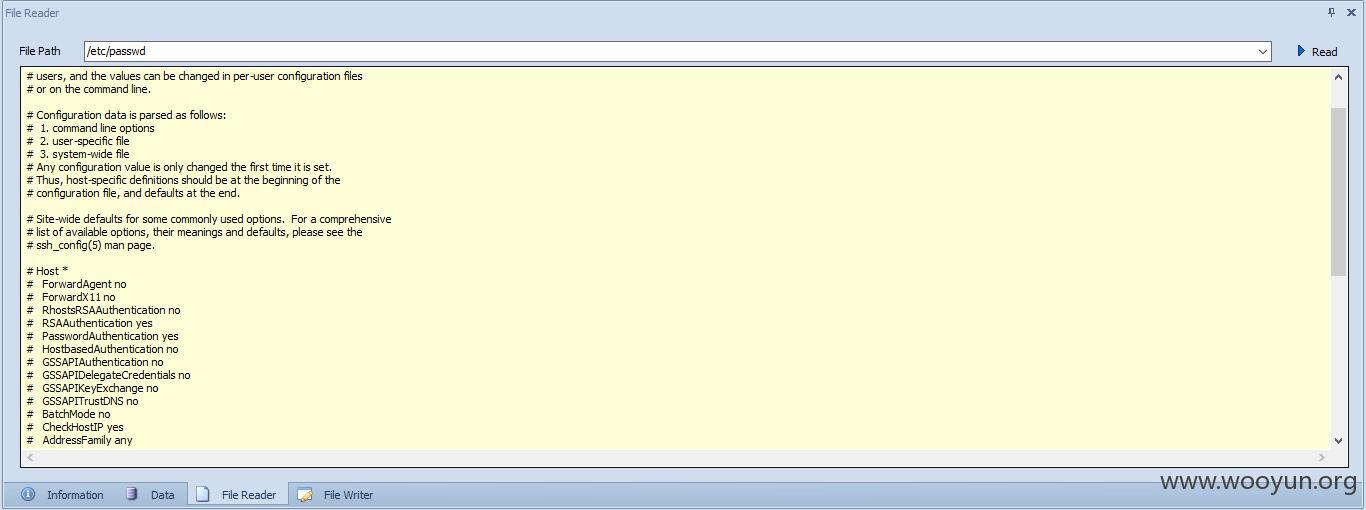 File Reader
File Path /etc/passwd Read
# users, and the values can be changed in per-user configuration files
# or on the command line.
# Configuration data is parsed as follows:
#  1. command line options
#  2. user-specific file
#  3. system-wide file
# Any configuration value is only changed the first time it is set.
# Thus, host-specific definitions should be at the beginning of the
# configuration file, and defaults at the end.
# Site-wide defaults for some commonly used options.  For a comprehensive
# list of available options, their meanings and defaults, please see the
# ssh_config(5) man page.
# Host *
#   ForwardAgent no
#   ForwardX11 no
#   RhostsRSAAuthentication no
#   RSAAuthentication yes
#   PasswordAuthentication yes
#   HostbasedAuthentication no
#   GSSAPIAuthentication no
#   GSSAPIDelegateCredentials no
#   GSSAPIKeyExchange no
#   GSSAPITrustDNS no
#   BatchMode no
#   CheckHostIP yes
#   AddressFamily any
Information Data File Reader File Writer
www.wooyun.org